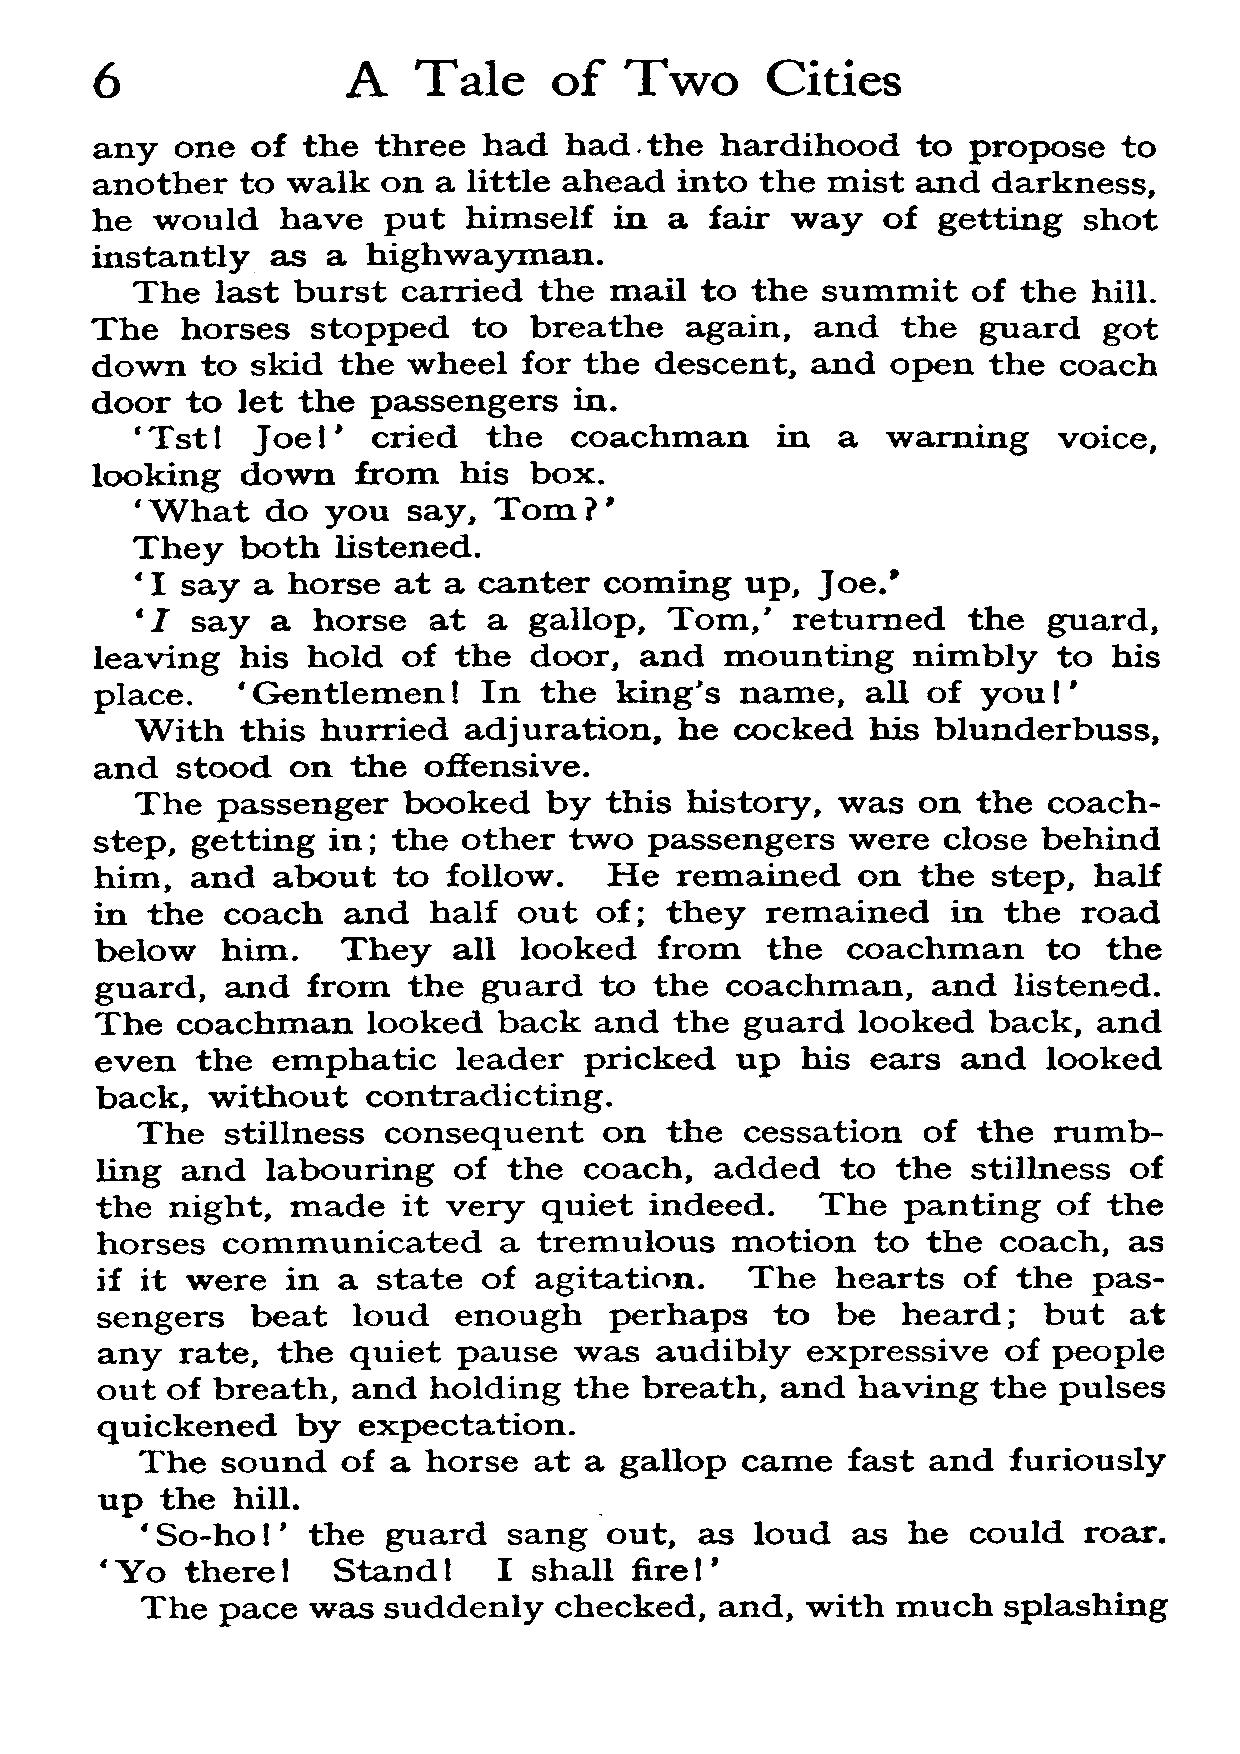 6 A Tale of Two Cities
any one of the three had had the hardihood to propose to
another to walk on a little ahead into the mist and darkness,
he would have put himself in a fair way of getting shot
instantly as a highwayman.
The last burst carried the mail to the summit of the hill.
The horses stopped to breathe again, and the guard got
down to skid the wheel for the descent, and open the coach
door to let the passengers in.
‘Tst! Joe!’ cried the coachman in a warning voice,
looking down from his box.
‘What do you say, Tom?’
They both listened.
‘I say a horse at a canter coming up, Joe.’
‘I say a horse at a gallop, Tom,’ returned the guard,
leaving his hold of the door, and mounting nimbly to his
place. ‘Gentlemen! In the king’s name, all of you!’
With this hurried adjuration, he cocked his blunderbuss,
and stood on the offensive.
The passenger booked by this history, was on the coach-
step, getting in; the other two passengers were close behind
him, and about to follow. He remained on the step, half
in the coach and half out of; they remained in the road
below him. They all looked from the coachman to the
guard, and from the guard to the coachman, and listened.
The coachman looked back and the guard looked back, and
even the emphatic leader pricked up his ears and looked
back, without contradicting.
The stillness consequent on the cessation of the rumb-
ling and labouring of the coach, added to the stillness of
the night, made it very quiet indeed. The panting of the
horses communicated a tremulous motion to the coach, as
if it were in a state of agitation. The hearts of the pas-
sengers beat loud enough perhaps to be heard; but at
any rate, the quiet pause was audibly expressive of people
out of breath, and holding the breath, and having the pulses
quickened by expectation.
The sound of a horse at a gallop came fast and furiously
up the hill.
‘So-ho!’ the guard sang out, as loud as he could roar.
‘Yo there! Stand! I shall fire!’
The pace was suddenly checked, and, with much splashing